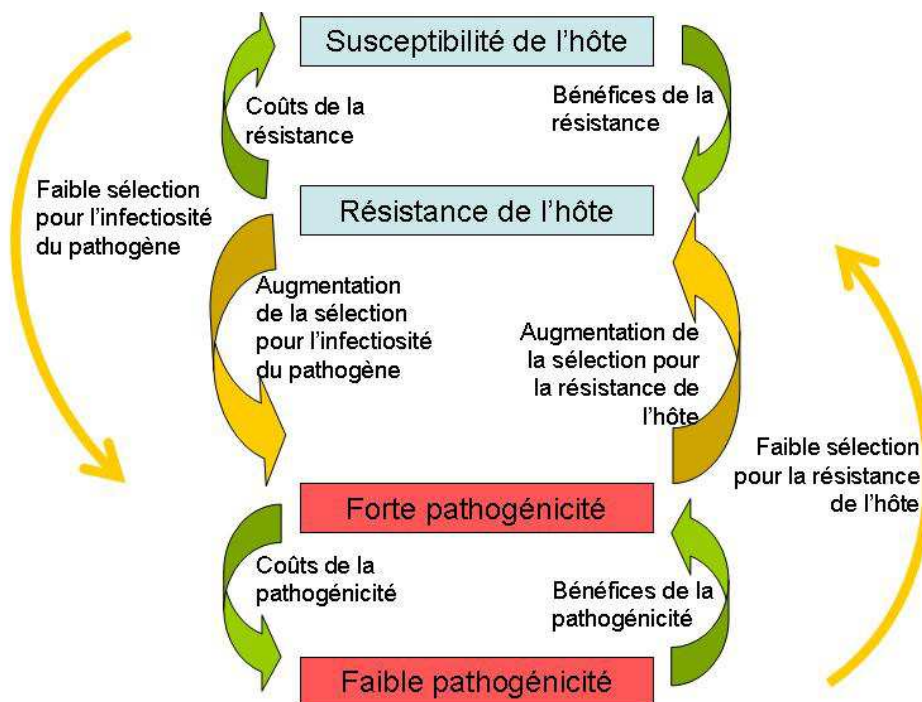 Susceptibilité de l'hôte
Coûts de la
résistance
Bénéfices de la
résistance
Faible sélection
pour l'infectiosité
du pathogène
Résistance de l'hôte
Augmentation
de la sélection
pour l'infectiosité
du pathogène
Augmentation de
la sélection pour
la résistance de
l'hôte
Faible sélection
pour la résistance
de l'hôte
Forte pathogénicité
Coûts de la
pathogénicité
Bénéfices de la
pathogénicité
Faible pathogénicité